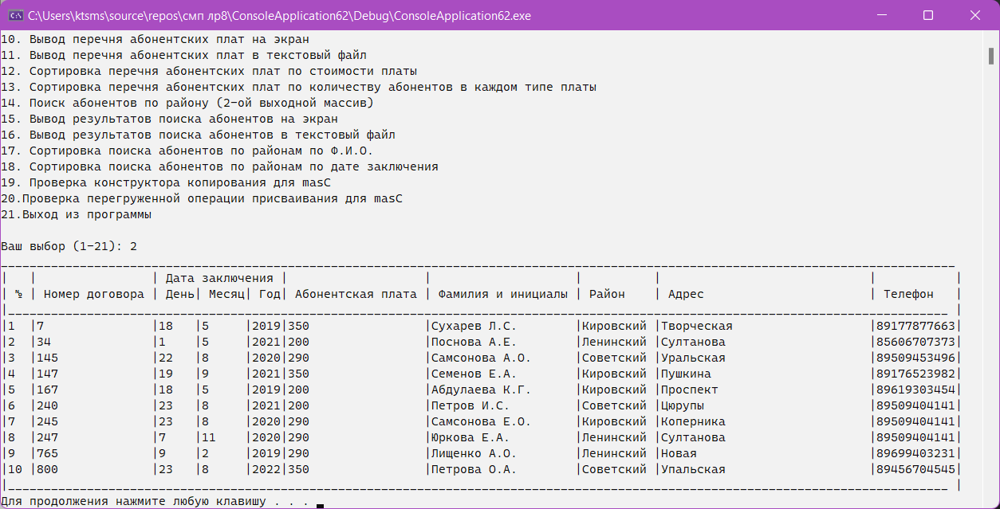 C:\Users\ktsms\source\repos\смп лр8\ConsoleApplication62\Debug\ConsoleApplication62.exe
10. Вывод перечня абонентских плат на экран
11. Вывод перечня абонентских плат в текстовый файл
12. Сортировка перечня абонентских плат по стоимости платы
13. Сортировка перечня абонентских плат по количеству абонентов в каждом типе платы
14. Поиск абонентов по району (2-ой выходной массив)
15. Вывод результатов поиска абонентов на экран
16. Вывод результатов поиска абонентов в текстовый файл
17. Сортировка поиска абонентов по районам по Ф.И.О.
18. Сортировка поиска абонентов по районам по дате заключения
19. Проверка конструктора копирования для masC
20.Проверка перегруженной операции присваивания для masC
21.Выход из программы
Ваш выбор (1-21): 2
| | | Дата заключения | | | | | |
| % | Номер договора | День| Месяц| Год| Абонентская плата | Фамилия и инициалы | Район | Адрес | Телефон |
|1 |7 |18 |5 |2019|350 |Сухарев Л.С. |Кировский |Творческая |89177877663|
|2 |34 |1 |5 |2021|200 |Поснова А.Е. |Ленинский |Султанова |85606707373|
|3 |145 |22 |8 |2020|290 |Самсонова А.О. |Советский |Уральская |89509453496|
|4 |147 |19 |9 |2021|350 |Семенов Е.А. |Кировский |Пушкина |89176523982|
|5 |167 |18 |5 |2019|200 |Абдулаева К.Г. |Кировский |Проспект |89619303454|
|6 |240 |23 |8 |2021|200 |Петров И.С. |Советский |Цюрупы |89509404141|
|7 |245 |23 |8 |2020|290 |Самсонова Е.О. |Кировский |Коперника |89509404141|
|8 |247 |7 |11 |2020|290 |Юркова Е.А. |Ленинский |Султанова |89509404141|
|9 |765 |9 |2 |2019|290 |Лищенко А.О. |Ленинский |Новая |89699403231|
|10 |800 |23 |8 |2022|350 |Петрова О.А. |Советский |Упальская |89456704545|
Для продолжения нажмите любую клавишу . . .